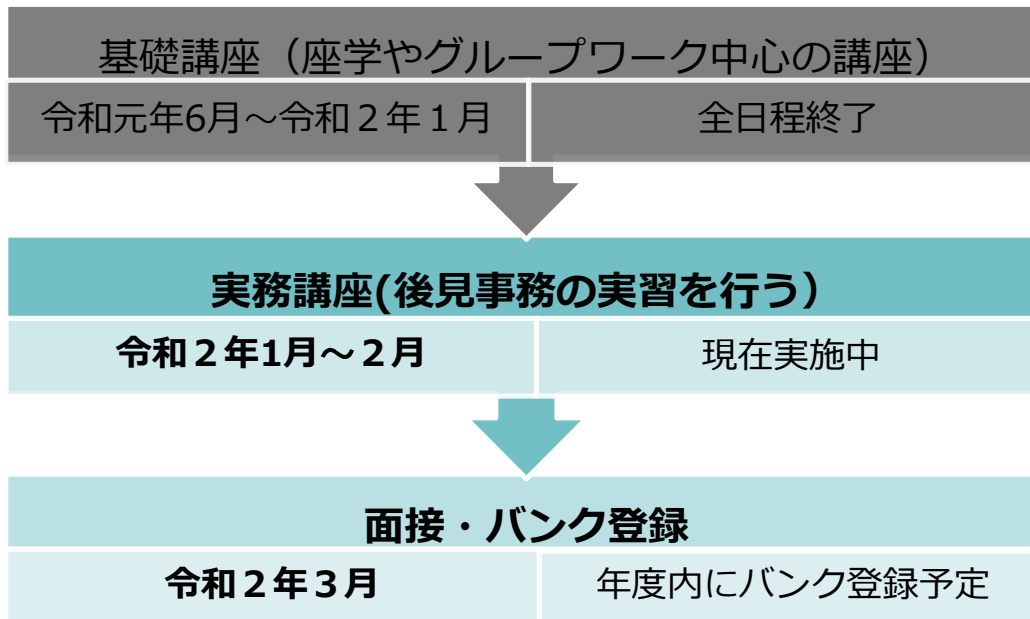 基礎講座（座学やグループワーク中心の講座）
令和元年6月～令和２年１月
全日程終了
実務講座(後見事務の実習を行う）
令和２年1月～２月
現在実施中
面接・バンク登録
令和２年３月
年度内にバンク登録予定